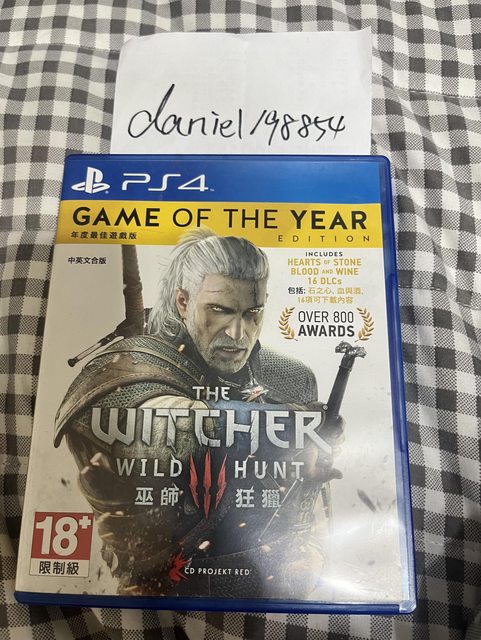 daniel198854
PS4
GAME OF THE YEAR
EDITION
年度最佳遊戲版
中英文合版
INCLUDES
HEARTS OF STONE
BLOOD AND WINE
16 DLCs
包括: 石之心, 血與酒,
16項可下載內容
OVER 800
AWARDS
THE
WITCHER
WILD III HUNT
巫師 狂獵
18+
限制級
CD PROJEKT RED